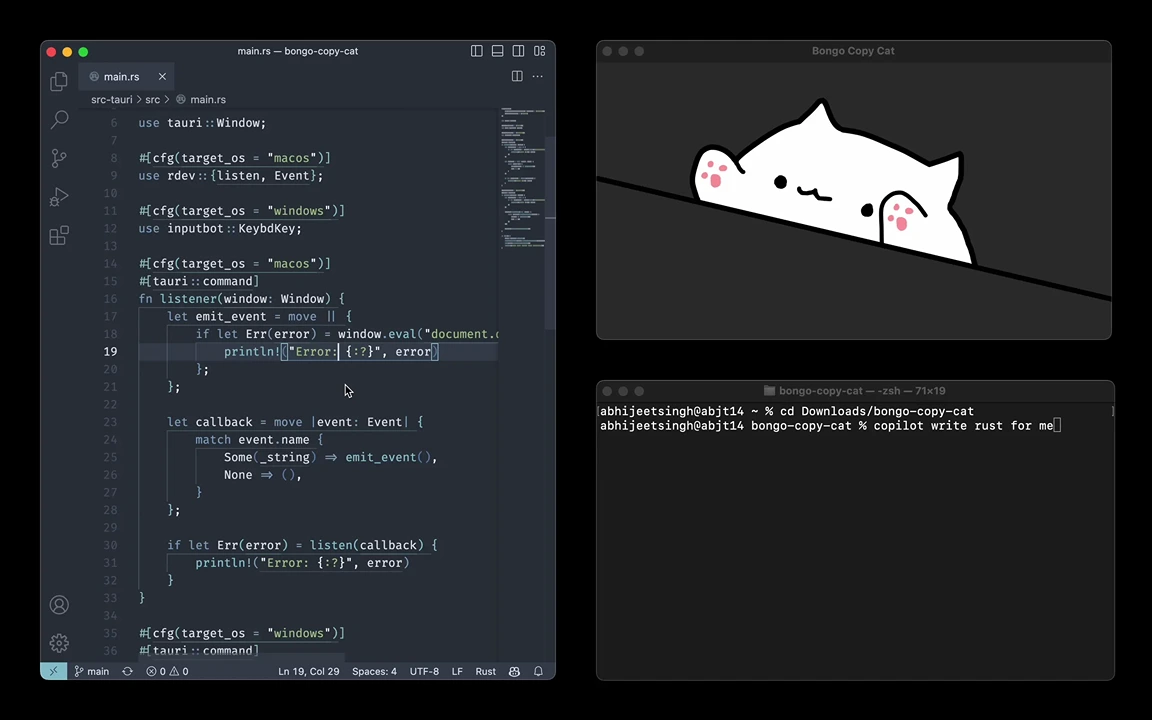 main.rs — bongo-copy-cat
main.rs
src-tauri > src > main.rs
6 use tauri::Window;
7
8 #[cfg(target_os = "macos")]
9 use rdev::{listen, Event};
10
11 #[cfg(target_os = "windows")]
12 use inputbot::KeybdKey;
13
14 #[cfg(target_os = "macos")]
15 #[tauri::command]
16 fn listener(window: Window) {
17 let emit_event = move || {
18 if let Err(error) = window.eval("document.
19 println!("Error: {:?}", error)
20 };
21 };
22
23 let callback = move |event: Event| {
24 match event.name {
25 Some(_string) => emit_event(),
26 None => (),
27 }
28 };
29
30 if let Err(error) = listen(callback) {
31 println!("Error: {:?}", error)
32 }
33 }
34
35 #[cfg(target_os = "windows")]
36 #[tauri::command]
main 0 0 Ln 19, Col 29 Spaces: 4 UTF-8 LF Rust
Bongo Copy Cat
bongo-copy-cat — -zsh — 71×19
abhijeetsingh@abjt14 ~ % cd Downloads/bongo-copy-cat
abhijeetsingh@abjt14 bongo-copy-cat % copilot write rust for me